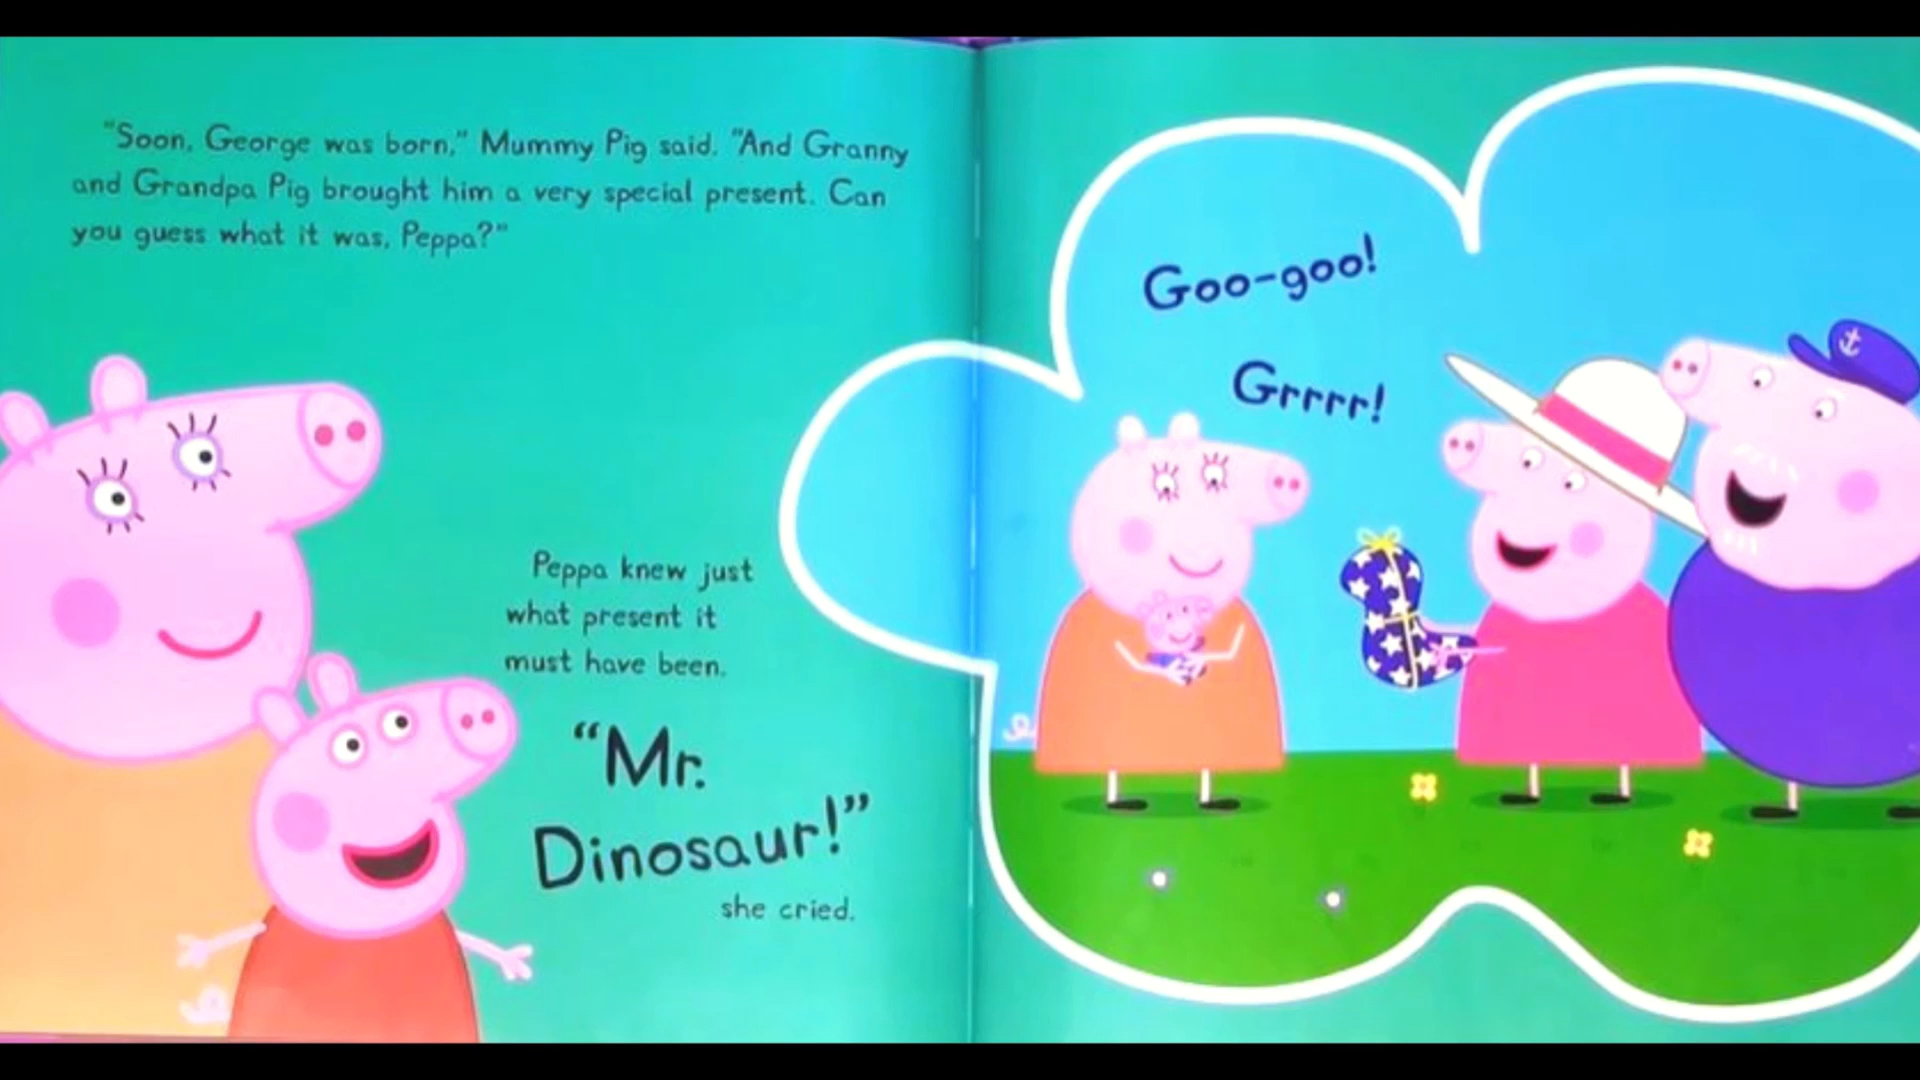 "Soon, George was born," Mummy Pig said. "And Granny
and Grandpa Pig brought him a very special present. Can
you guess what it was, Peppa?"
Peppa knew just
what present it
must have been.
"Mr.
Dinosaur!"
she cried.
Goo-goo!
Grrrr!